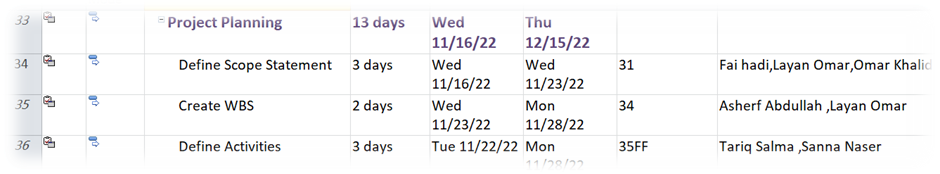 33 Project Planning 13 days Wed 11/16/22 Thu 12/15/22
34 Define Scope Statement 3 days Wed 11/16/22 Wed 11/23/22 31 Fai hadi,Layan Omar,Omar Khalid
35 Create WBS 2 days Wed 11/23/22 Mon 11/28/22 34 Asherf Abdullah ,Layan Omar
36 Define Activities 3 days Tue 11/22/22 Mon 11/28/22 35FF Tariq Salma ,Sanna Naser